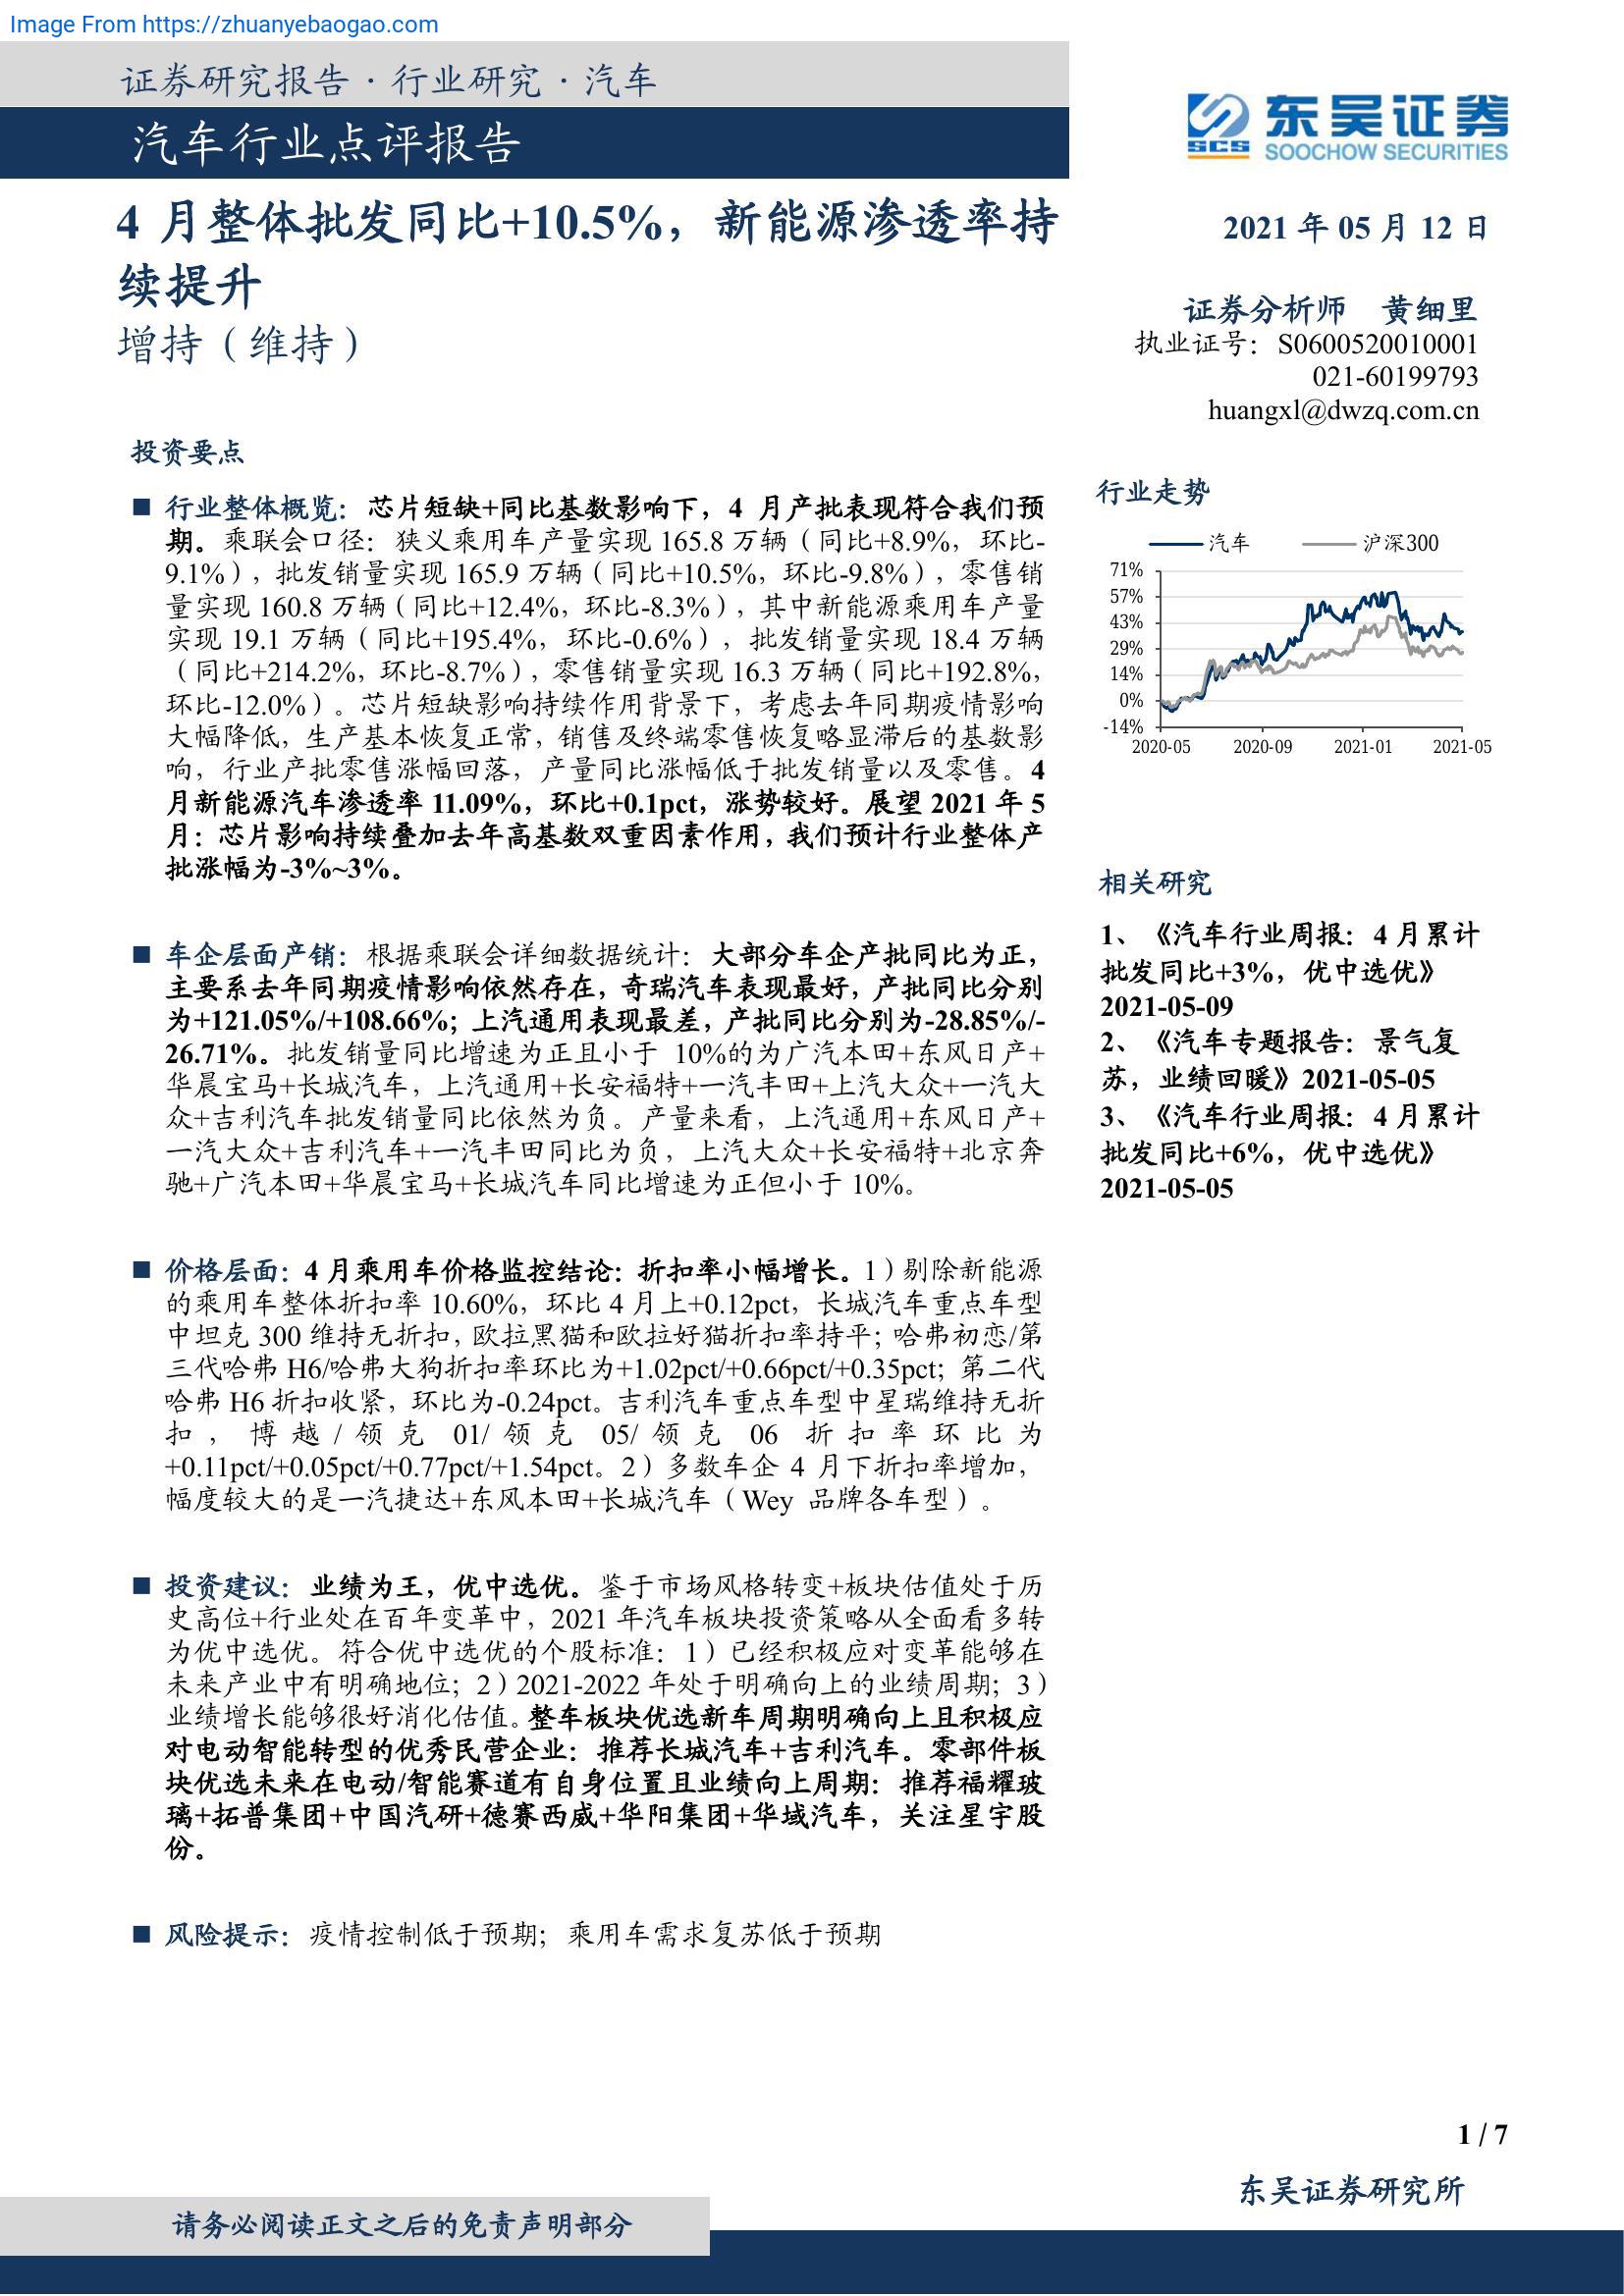 Image From https://zhuanyebaogao.com
证券研究报告·行业研究·汽车
汽车行业点评报告
东吴证券
SCS
SOOCHOW SECURITIES
4 月整体批发同比+10.5%，新能源渗透率持
续提升
增持（维持）
2021 年 05 月 12 日
证券分析师 黄细里
执业证号：S0600520010001
021-60199793
huangxl@dwzq.com.cn
投资要点
■ 行业整体概览：芯片短缺+同比基数影响下，4 月产批表现符合我们预
期。乘联会口径：狭义乘用车产量实现 165.8 万辆（同比+8.9%，环比-
9.1%），批发销量实现 165.9 万辆（同比+10.5%，环比-9.8%），零售销
量实现 160.8 万辆（同比+12.4%，环比-8.3%），其中新能源乘用车产量
实现 19.1 万辆（同比+195.4%，环比-0.6%），批发销量实现 18.4 万辆
（同比+214.2%，环比-8.7%），零售销量实现 16.3 万辆（同比+192.8%，
环比-12.0%）。芯片短缺影响持续作用背景下，考虑去年同期疫情影响
大幅降低，生产基本恢复正常，销售及终端零售恢复略显滞后的基数影
响，行业产批零售涨幅回落，产量同比涨幅低于批发销量以及零售。4
月新能源汽车渗透率 11.09%，环比+0.1pct，涨势较好。展望 2021 年 5
月：芯片影响持续叠加去年高基数双重因素作用，我们预计行业整体产
批涨幅为-3%~3%。
■ 车企层面产销：根据乘联会详细数据统计：大部分车企产批同比为正，
主要系去年同期疫情影响依然存在，奇瑞汽车表现最好，产批同比分别
为+121.05%/+108.66%；上汽通用表现最差，产批同比分别为-28.85%/-
26.71%。批发销量同比增速为正且小于 10%的为广汽本田+东风日产+
华晨宝马+长城汽车，上汽通用+长安福特+一汽丰田+上汽大众+一汽大
众+吉利汽车批发销量同比依然为负。产量来看，上汽通用+东风日产+
一汽大众+吉利汽车+一汽丰田同比为负，上汽大众+长安福特+北京奔
驰+广汽本田+华晨宝马+长城汽车同比增速为正但小于 10%。
■ 价格层面：4 月乘用车价格监控结论：折扣率小幅增长。1）剔除新能源
的乘用车整体折扣率 10.60%，环比 4 月上+0.12pct，长城汽车重点车型
中坦克 300 维持无折扣，欧拉黑猫和欧拉好猫折扣率持平；哈弗初恋/第
三代哈弗 H6/哈弗大狗折扣率环比为+1.02pct/+0.66pct/+0.35pct；第二代
哈弗 H6 折扣收紧，环比为-0.24pct。吉利汽车重点车型中星瑞维持无折
扣，博越/领克 01/领克 05/领克 06 折扣率环比为
+0.11pct/+0.05pct/+0.77pct/+1.54pct。2）多数车企 4 月下折扣率增加，
幅度较大的是一汽捷达+东风本田+长城汽车（Wey 品牌各车型）。
■ 投资建议：业绩为王，优中选优。鉴于市场风格转变+板块估值处于历
史高位+行业处在百年变革中，2021 年汽车板块投资策略从全面看多转
为优中选优。符合优中选优的个股标准：1）已经积极应对变革能够在
未来产业中有明确地位；2）2021-2022 年处于明确向上的业绩周期；3）
业绩增长能够很好消化估值。整车板块优选新车周期明确向上且积极应
对电动智能转型的优秀民营企业：推荐长城汽车+吉利汽车。零部件板
块优选未来在电动/智能赛道有自身位置且业绩向上周期：推荐福耀玻
璃+拓普集团+中国汽研+德赛西威+华阳集团+华域汽车，关注星宇股
份。
■ 风险提示：疫情控制低于预期；乘用车需求复苏低于预期
行业走势
汽车 沪深300
71%
57%
43%
29%
14%
0%
-14%
2020-05 2020-09 2021-01 2021-05
相关研究
1、《汽车行业周报：4 月累计
批发同比+3%，优中选优》
2021-05-09
2、《汽车专题报告：景气复
苏，业绩回暖》2021-05-05
3、《汽车行业周报：4 月累计
批发同比+6%，优中选优》
2021-05-05
1 / 7
东吴证券研究所
请务必阅读正文之后的免责声明部分